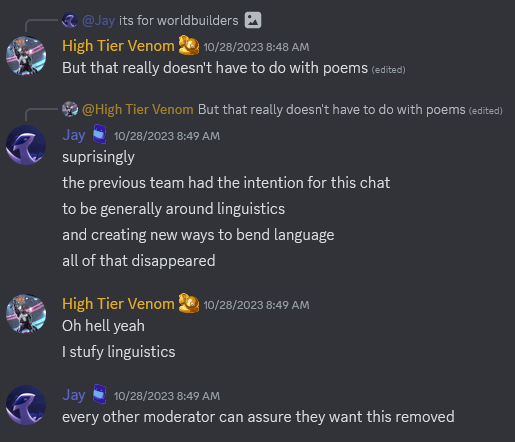 @Jay its for worldbuilders
High Tier Venom 10/28/2023 8:48 AM
But that really doesn't have to do with poems (edited)
@High Tier Venom But that really doesn't have to do with poems (edited)
Jay 10/28/2023 8:49 AM
suprisingly
the previous team had the intention for this chat
to be generally around linguistics
and creating new ways to bend language
all of that disappeared
High Tier Venom 10/28/2023 8:49 AM
Oh hell yeah
I stufy linguistics
Jay 10/28/2023 8:49 AM
every other moderator can assure they want this removed